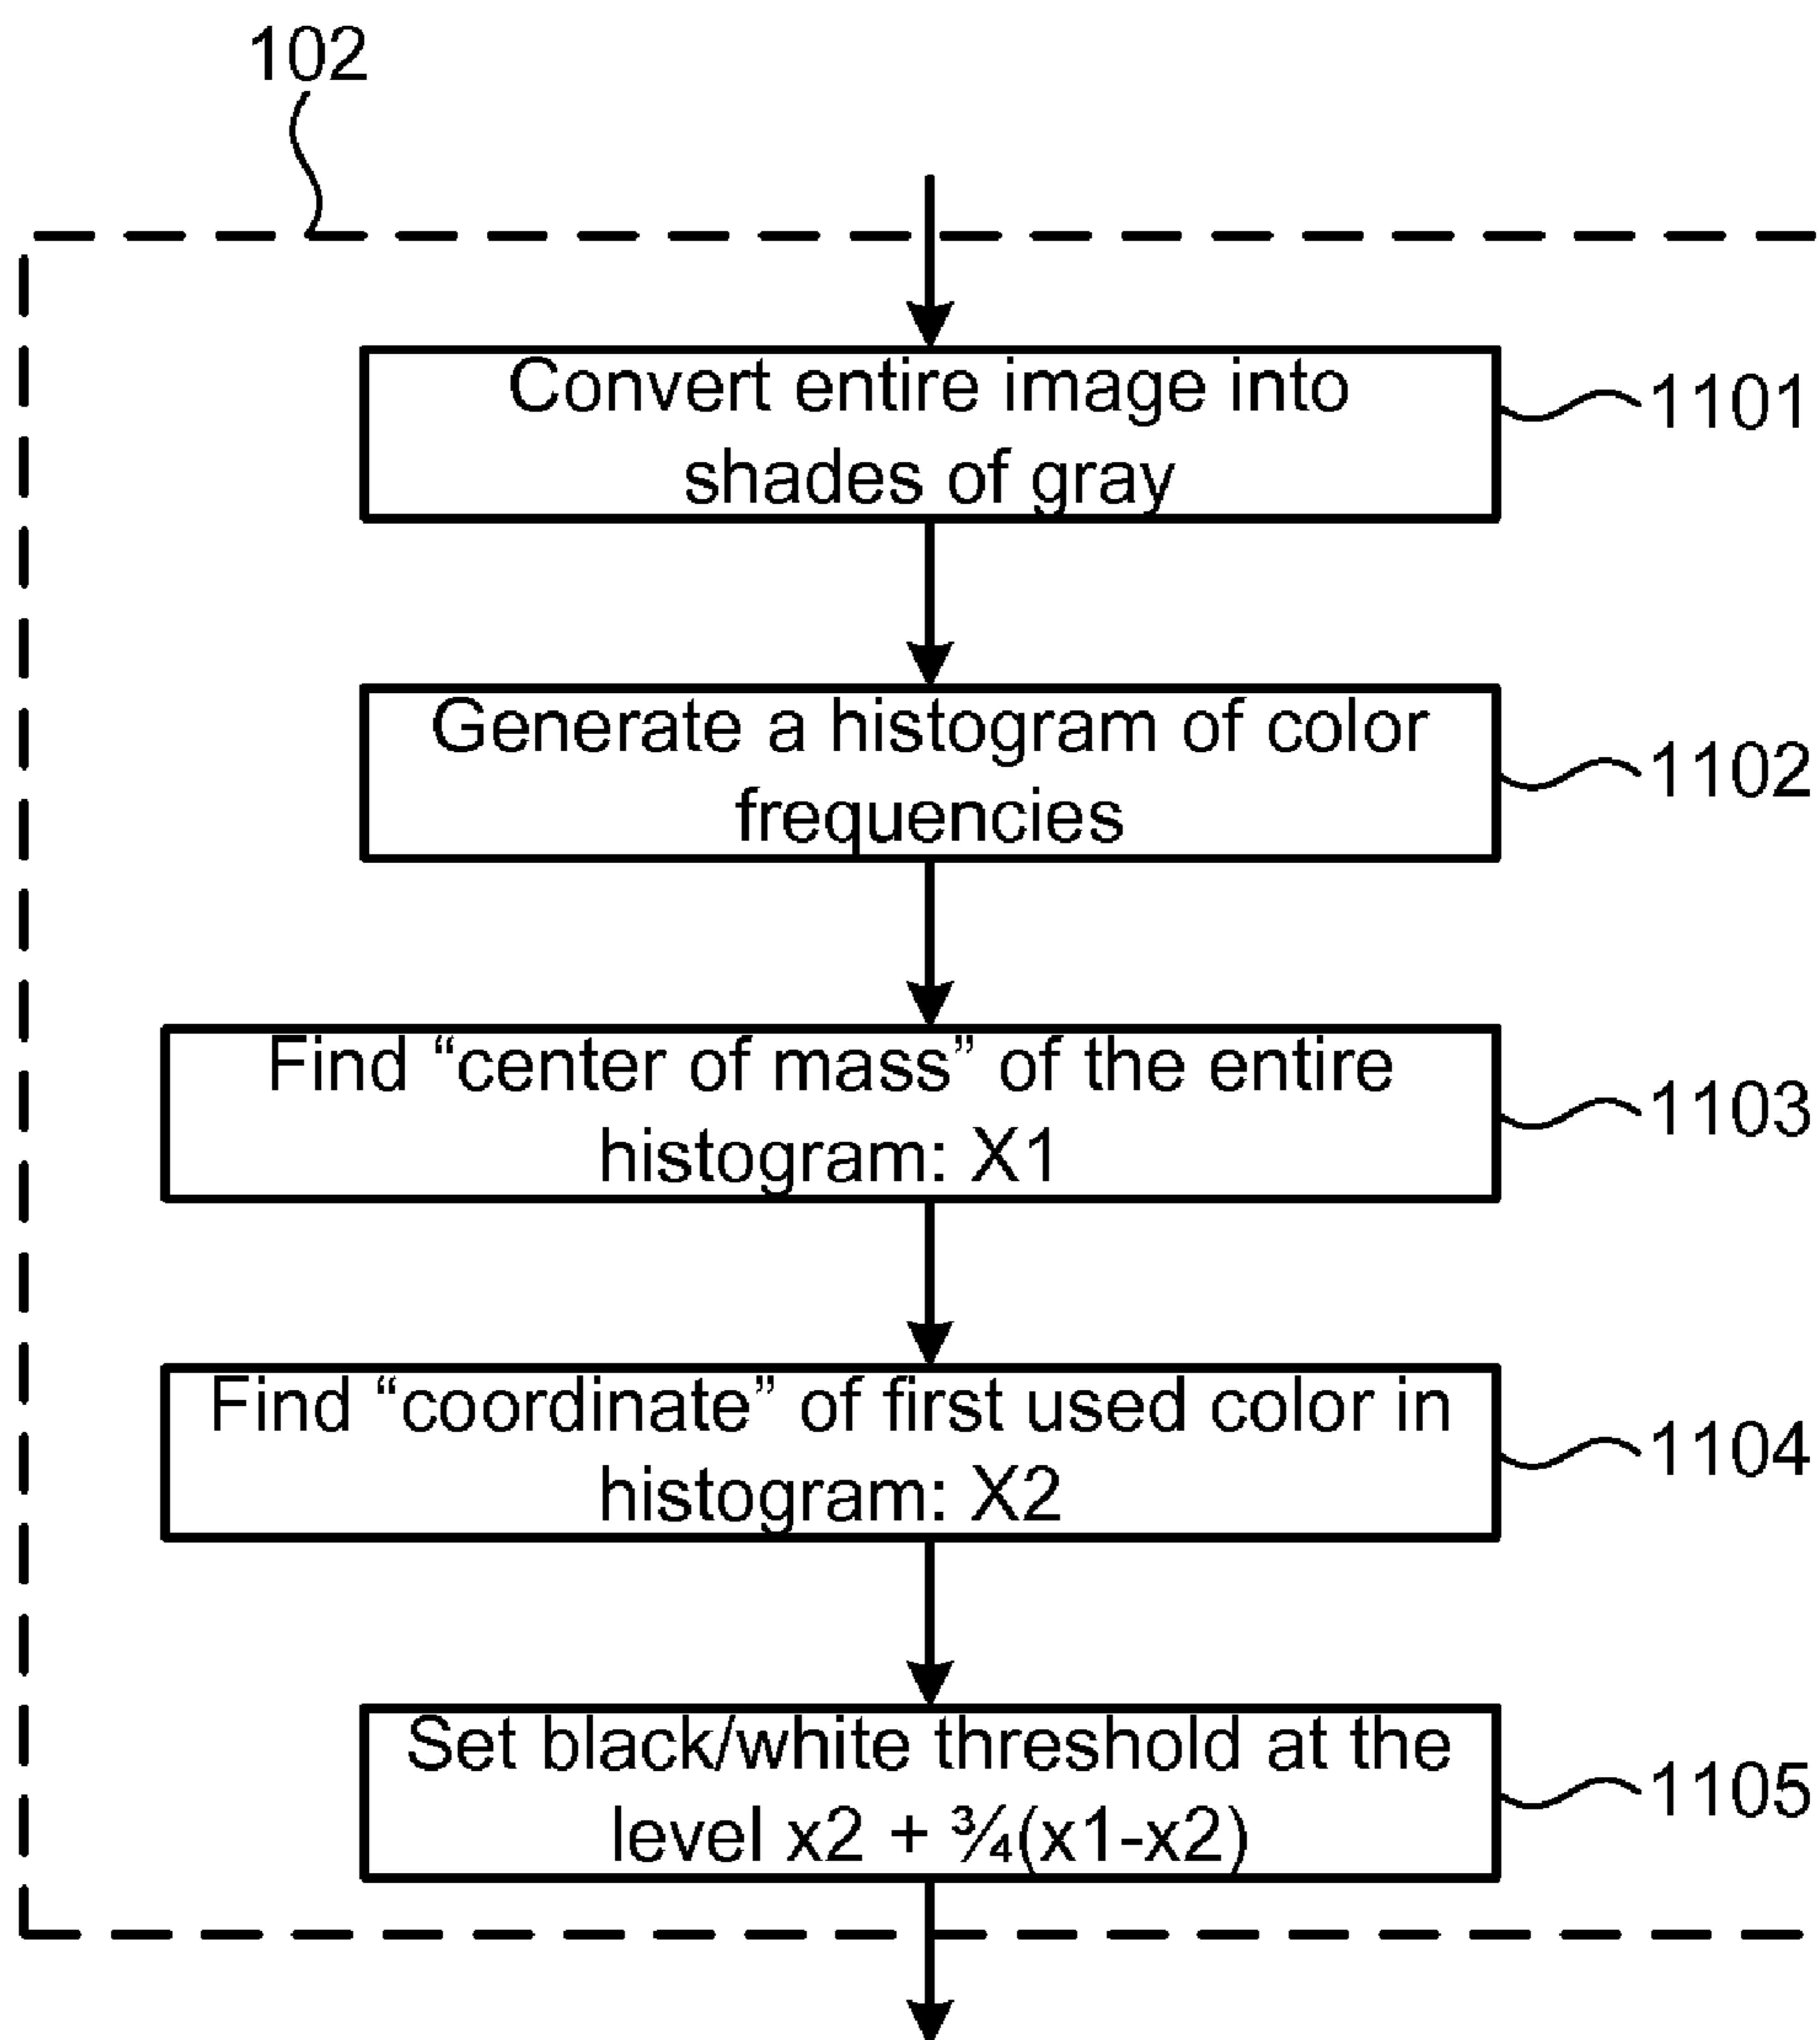 102
Convert entire image into
shades of gray
1101
Generate a histogram of color
frequencies
1102
Find “center of mass” of the entire
histogram: X1
1103
Find “coordinate” of first used color in
histogram: X2
1104
Set black/white threshold at the
level x2 + ¾(x1-x2)
1105